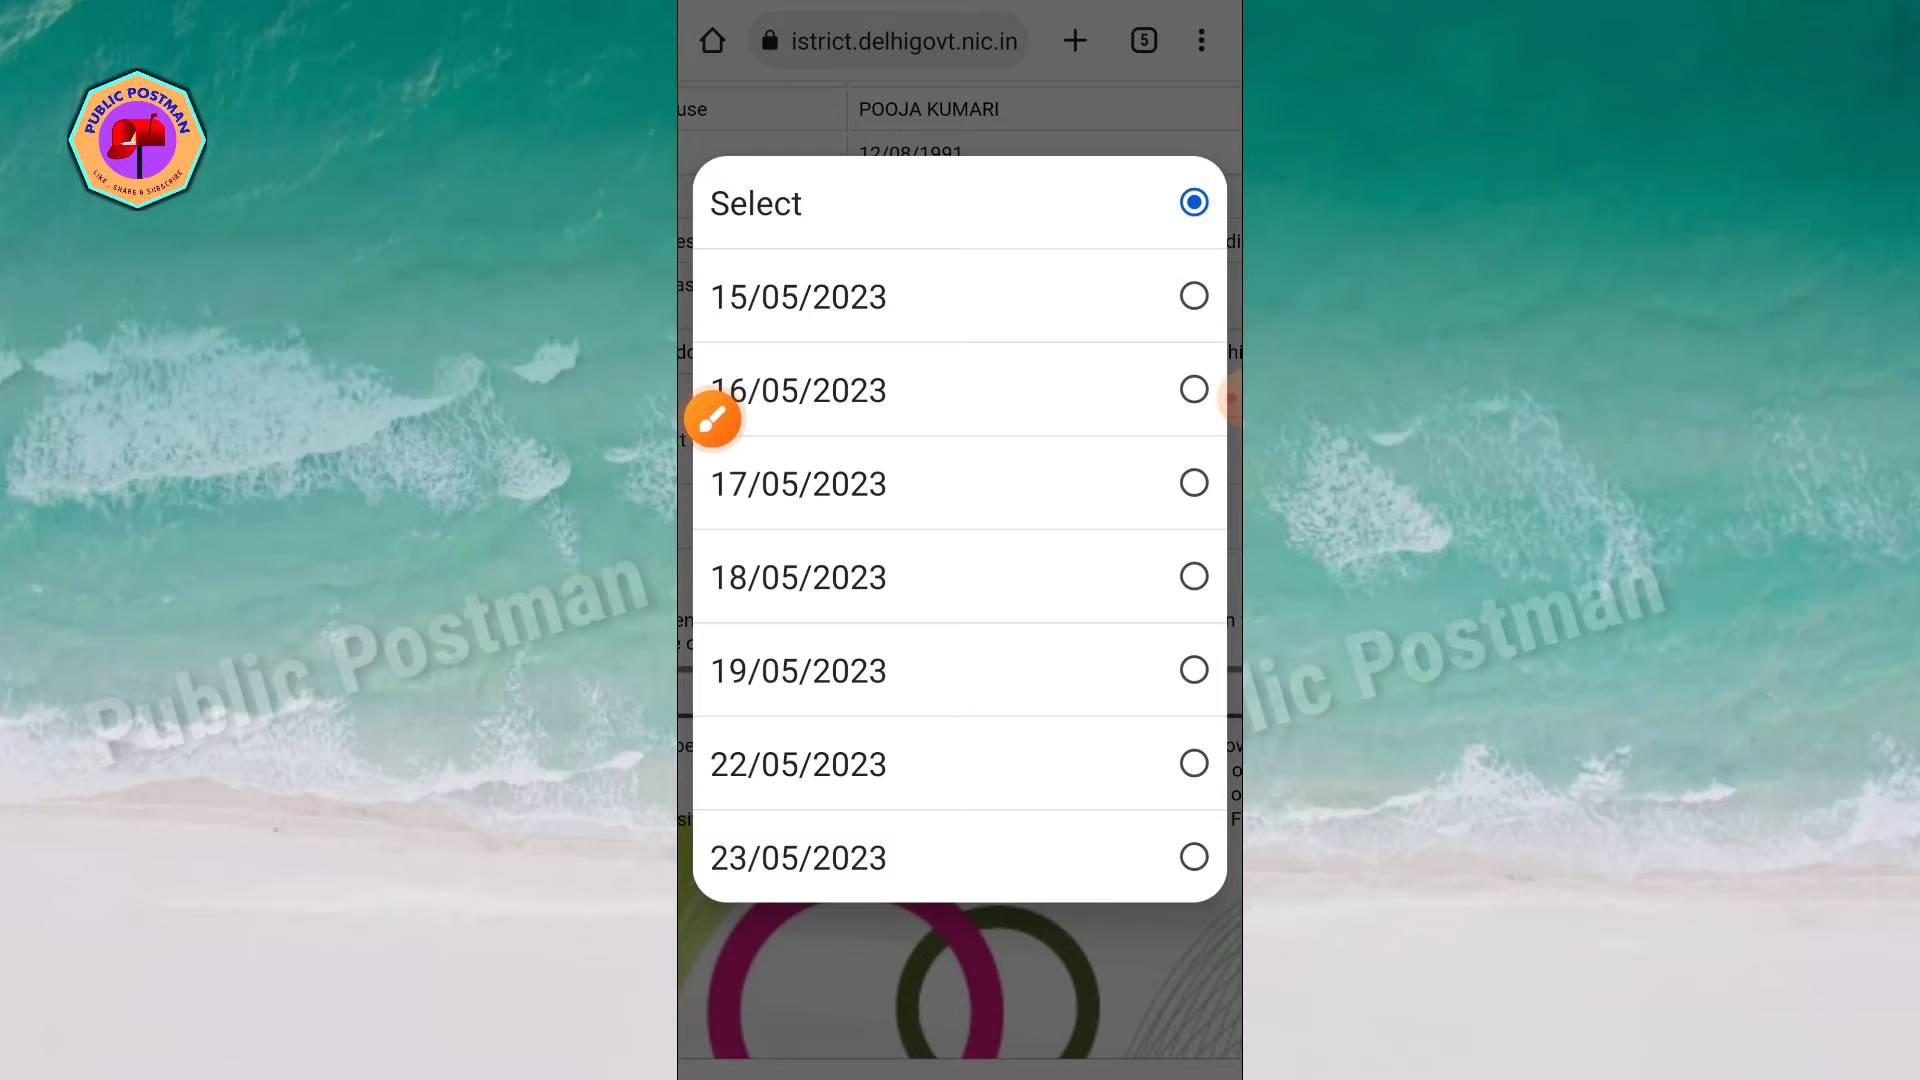 PUBLIC POSTMAN
LIKE, SHARE & SUBSCRIBE
istrict.delhigovt.nic.in
5
use
POOJA KUMARI
12/08/1991
Select
15/05/2023
16/05/2023
17/05/2023
18/05/2023
19/05/2023
22/05/2023
23/05/2023
Public Postman
lic Postman